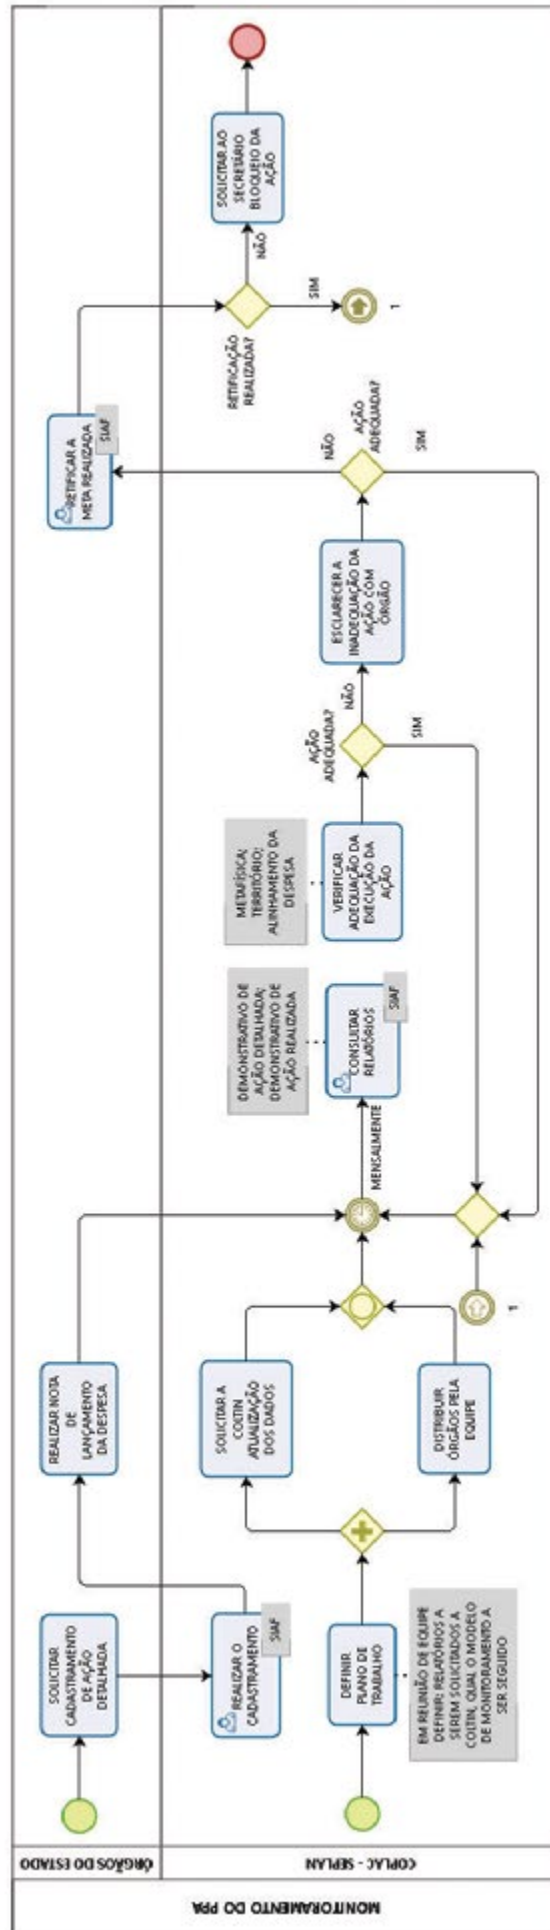 MONITORAMENTO DO PPA
ÓRGÃOS DO ESTADO
COPLAC - SEPLAN
SOLICITAR
CADASTRAMENTO
DE AÇÃO
DETALHADA
REALIZAR NOTA
DE
LANÇAMENTO
DA DESPESA
RETIFICAR A
META REALIZADA
SIAF
REALIZAR O
CADASTRAMENTO
SIAF
DEFINIR
PLANO DE
TRABALHO
EM REUNIÃO DE EQUIPE
DEFINIR: RELATÓRIOS A
SEREM SOLICITADOS A
COLTIN, QUAL O MODELO
DE MONITORAMENTO A
SER SEGUIDO
SOLICITAR A
COLTIN
ATUALIZAÇÃO
DOS DADOS
DISTRIBUIR
ÓRGÃOS PELA
EQUIPE
1
MENSALMENTE
DEMONSTRATIVO DE
AÇÃO DETALHADA;
DEMONSTRATIVO DE
AÇÃO REALIZADA
CONSULTAR
RELATÓRIOS
SIAF
METAFÍSICA;
TERRITÓRIO;
ALINHAMENTO DA
DESPESA
VERIFICAR
ADEQUAÇÃO DA
EXECUÇÃO DA
AÇÃO
AÇÃO
ADEQUADA?
NÃO
SIM
ESCLARECER A
INADEQUAÇÃO DA
AÇÃO COM
ÓRGÃO
NÃO
AÇÃO
ADEQUADA?
SIM
RETIFICAÇÃO
REALIZADA?
NÃO
SIM
1
SOLICITAR AO
SECRETÁRIO
BLOQUEIO DA
AÇÃO